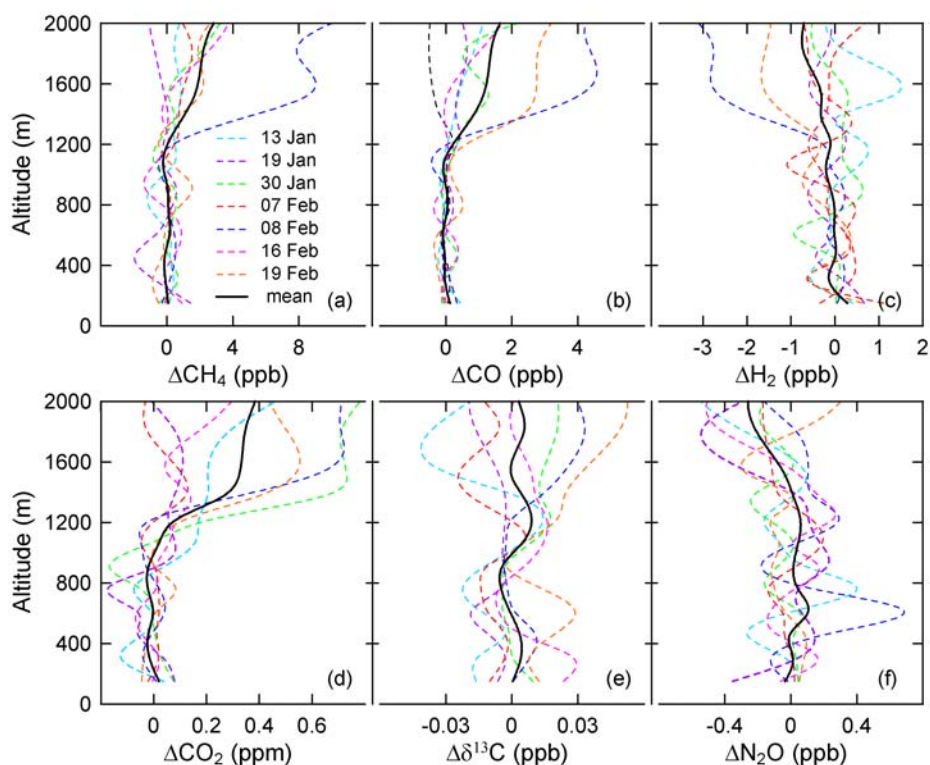 2000
1600
1200
800
400
0
Altitude (m)
13 Jan
19 Jan
30 Jan
07 Feb
08 Feb
16 Feb
19 Feb
mean
(a)
(b)
(c)
0 4 8
0 2 4 6
-3 -2 -1 0 1 2
ΔCH₄ (ppb)
ΔCO (ppb)
ΔH₂ (ppb)
2000
1600
1200
800
400
0
Altitude (m)
(d)
(e)
(f)
0 0.2 0.4 0.6
-0.03 0 0.03
-0.4 0 0.4
ΔCO₂ (ppm)
Δδ¹³C (ppb)
ΔN₂O (ppb)